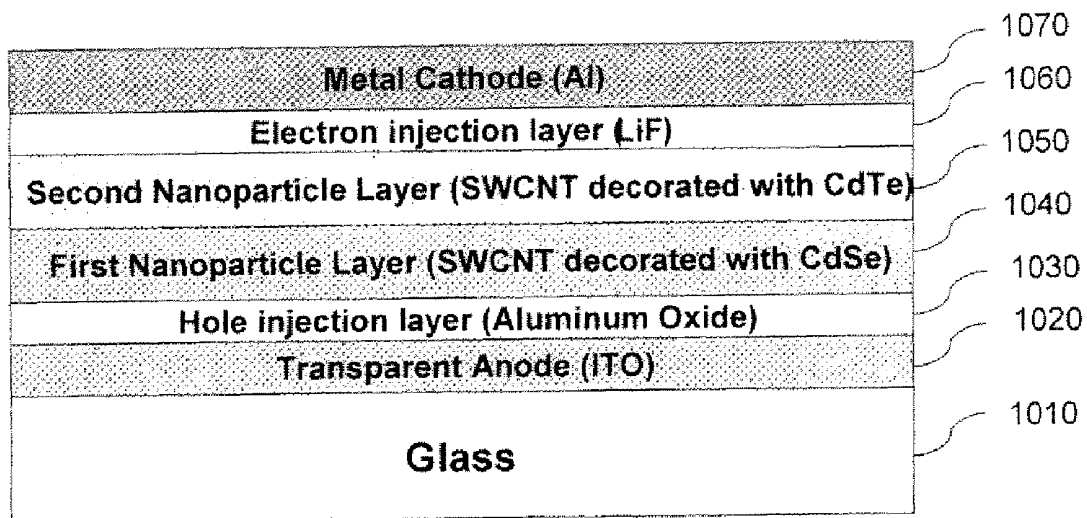 1070
Metal Cathode (Al)
1060
Electron injection layer (LiF)
1050
Second Nanoparticle Layer (SWCNT decorated with CdTe)
1040
First Nanoparticle Layer (SWCNT decorated with CdSe)
1030
Hole injection layer (Aluminum Oxide)
1020
Transparent Anode (ITO)
1010
Glass